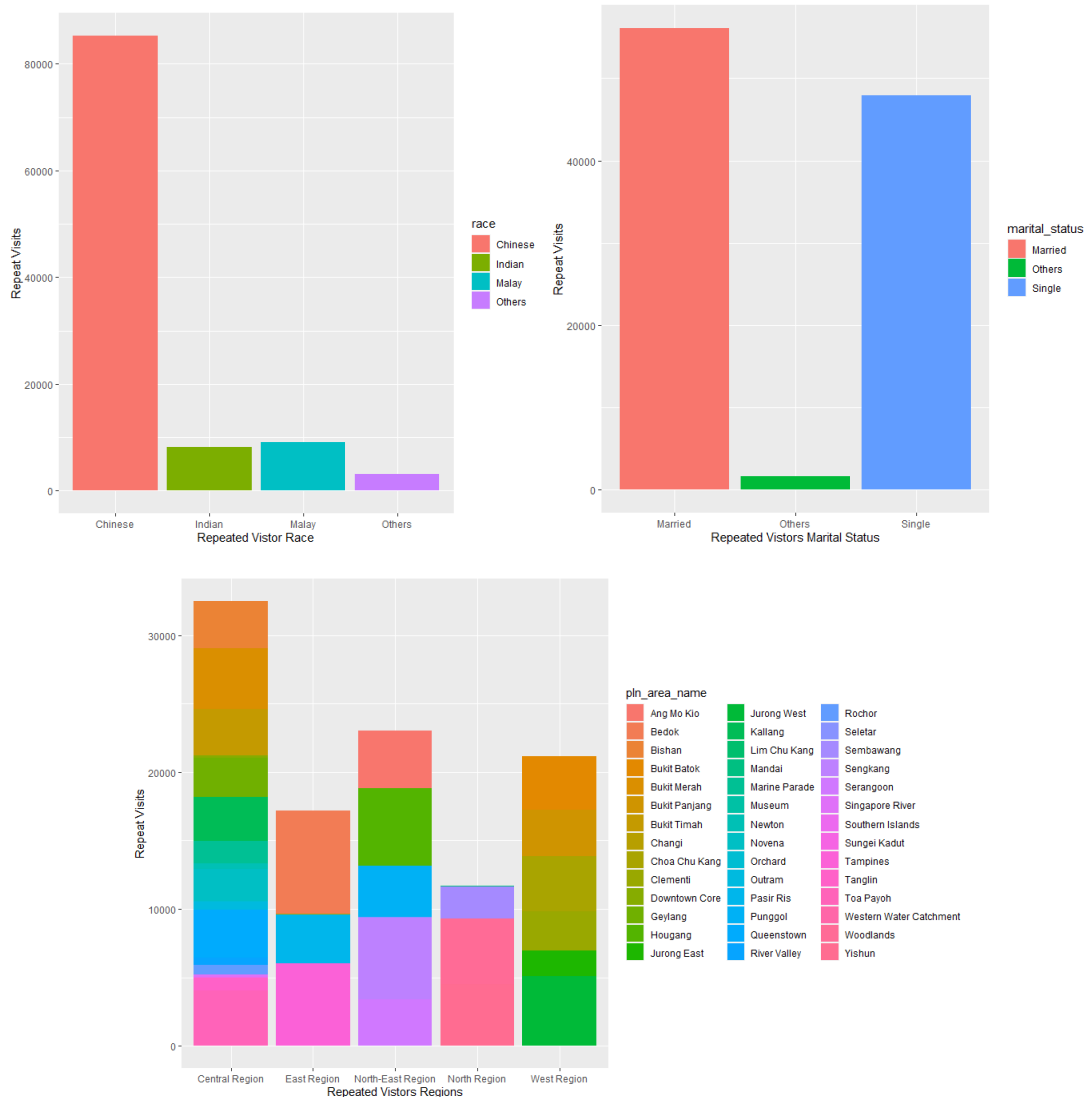 80000
60000
40000
20000
0
Repeat Visits
Chinese Indian Malay Others
Repeated Vistor Race
race
Chinese
Indian
Malay
Others
40000
20000
0
Repeat Visits
Married Others Single
Repeated Vistors Marital Status
marital_status
Married
Others
Single
30000
20000
10000
0
Repeat Visits
Central Region East Region North-East Region North Region West Region
Repeated Vistors Regions
pln_area_name
Ang Mo Kio
Bedok
Bishan
Bukit Batok
Bukit Merah
Bukit Panjang
Bukit Timah
Changi
Choa Chu Kang
Clementi
Downtown Core
Geylang
Hougang
Jurong East
Jurong West
Kallang
Lim Chu Kang
Mandai
Marine Parade
Museum
Newton
Novena
Orchard
Outram
Pasir Ris
Punggol
Queenstown
River Valley
Rochor
Seletar
Sembawang
Sengkang
Serangoon
Singapore River
Southern Islands
Sungei Kadut
Tampines
Tanglin
Toa Payoh
Western Water Catchment
Woodlands
Yishun